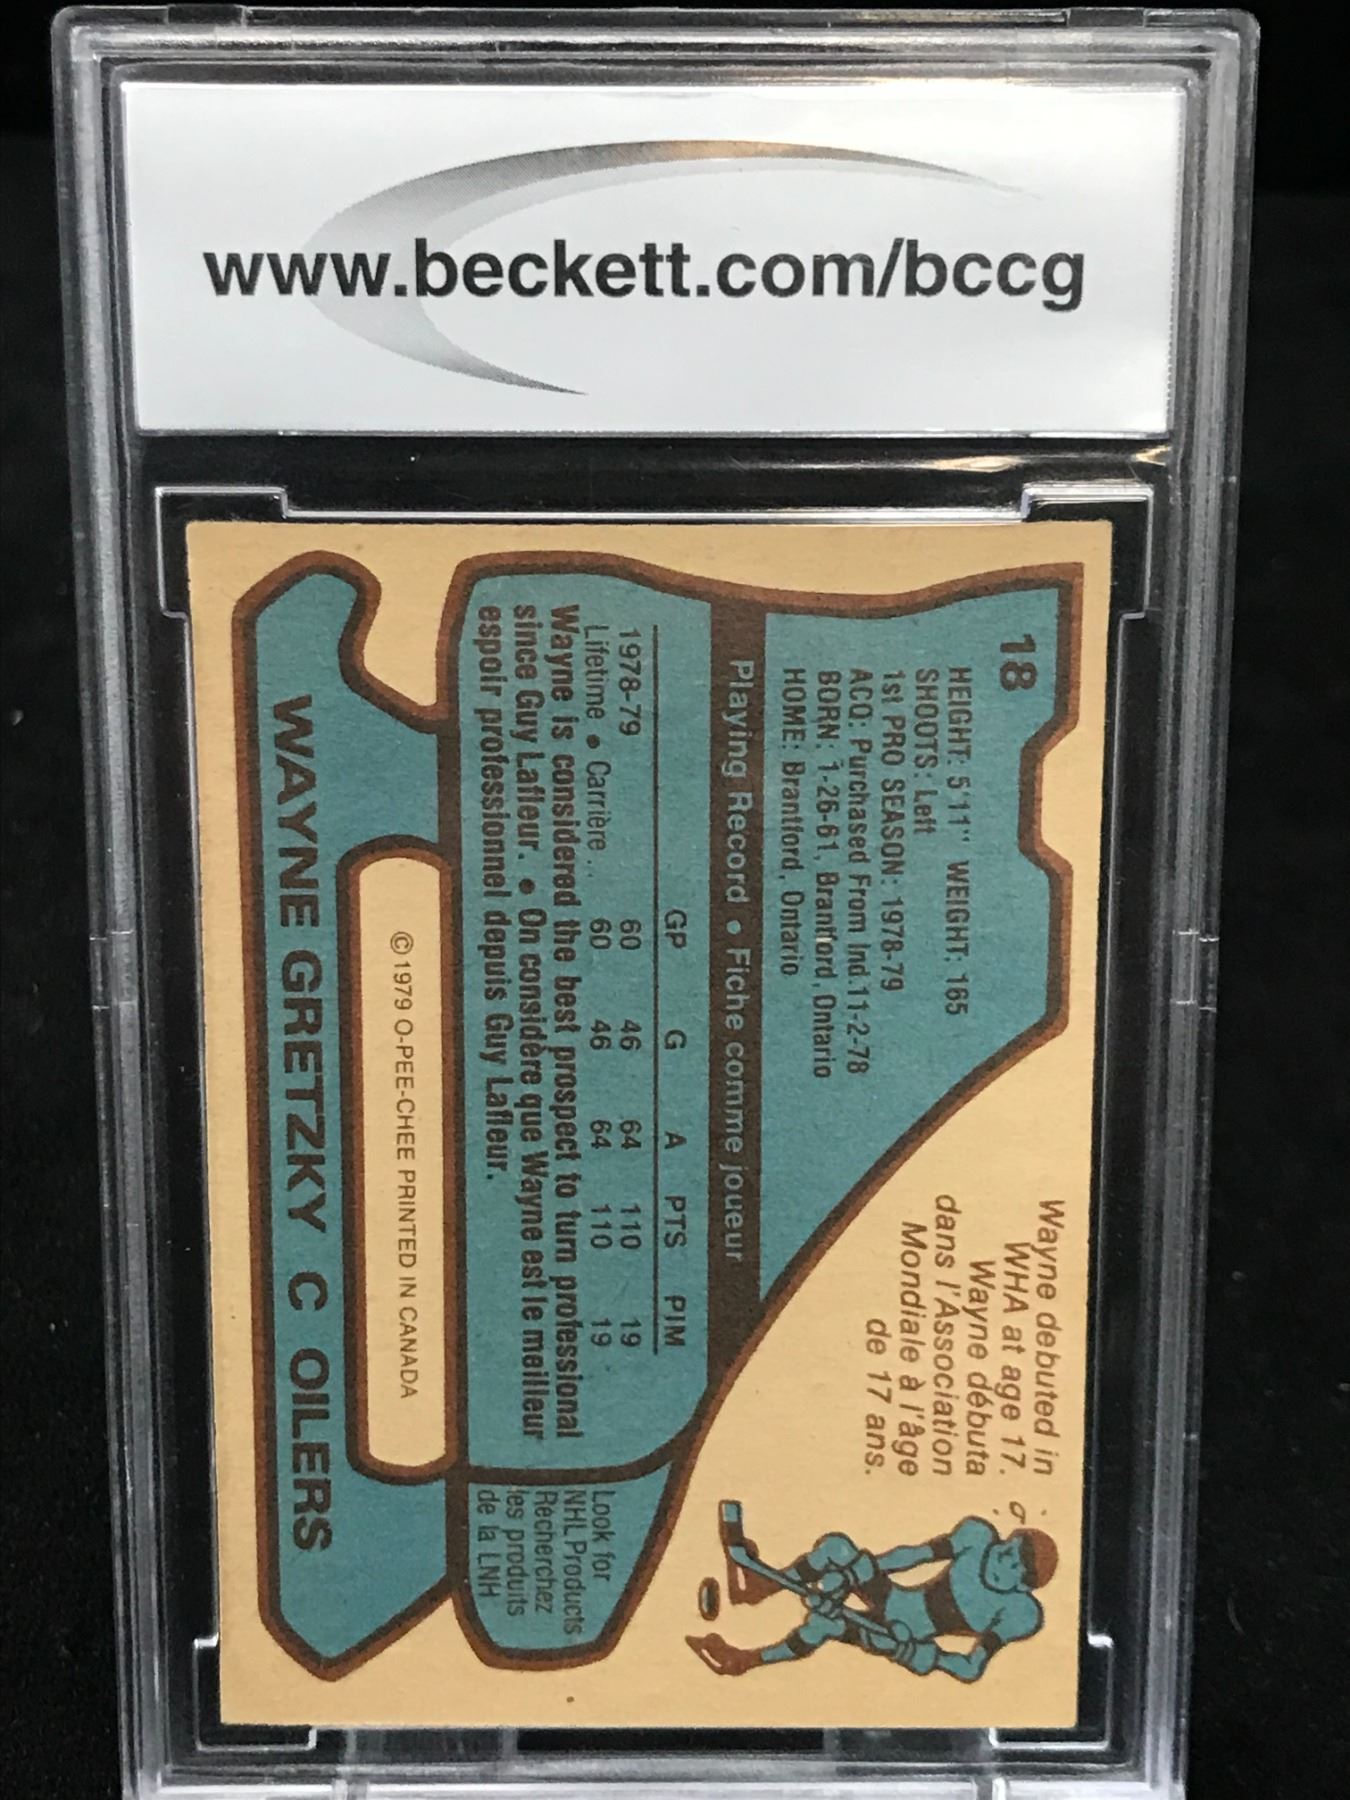 www.beckett.com/bccg
18
HEIGHT: 5'11" WEIGHT: 165
SHOOTS: Left
1st PRO SEASON: 1978-79
ACQ: Purchased From Ind.11-2-78
BORN: 1-26-61, Brantford, Ontario
HOME: Brantford, Ontario
Wayne debuted in
WHA at age 17.
Wayne débuta
dans l'Association
Mondiale à l'âge
de 17 ans.
Playing Record • Fiche comme joueur
GP G A PTS PIM
1978-79 60 46 64 110 19
Lifetime • Carrière .. 60 46 64 110 19
Wayne is considered the best prospect to turn professional
since Guy Lafleur. • On considère que Wayne est le meilleur
espoir professionnel depuis Guy Lafleur.
Look for
NHL Products
Recherchez
les produits
de la LNH
©1979 O-PEE-CHEE PRINTED IN CANADA
WAYNE GRETZKY C OILERS